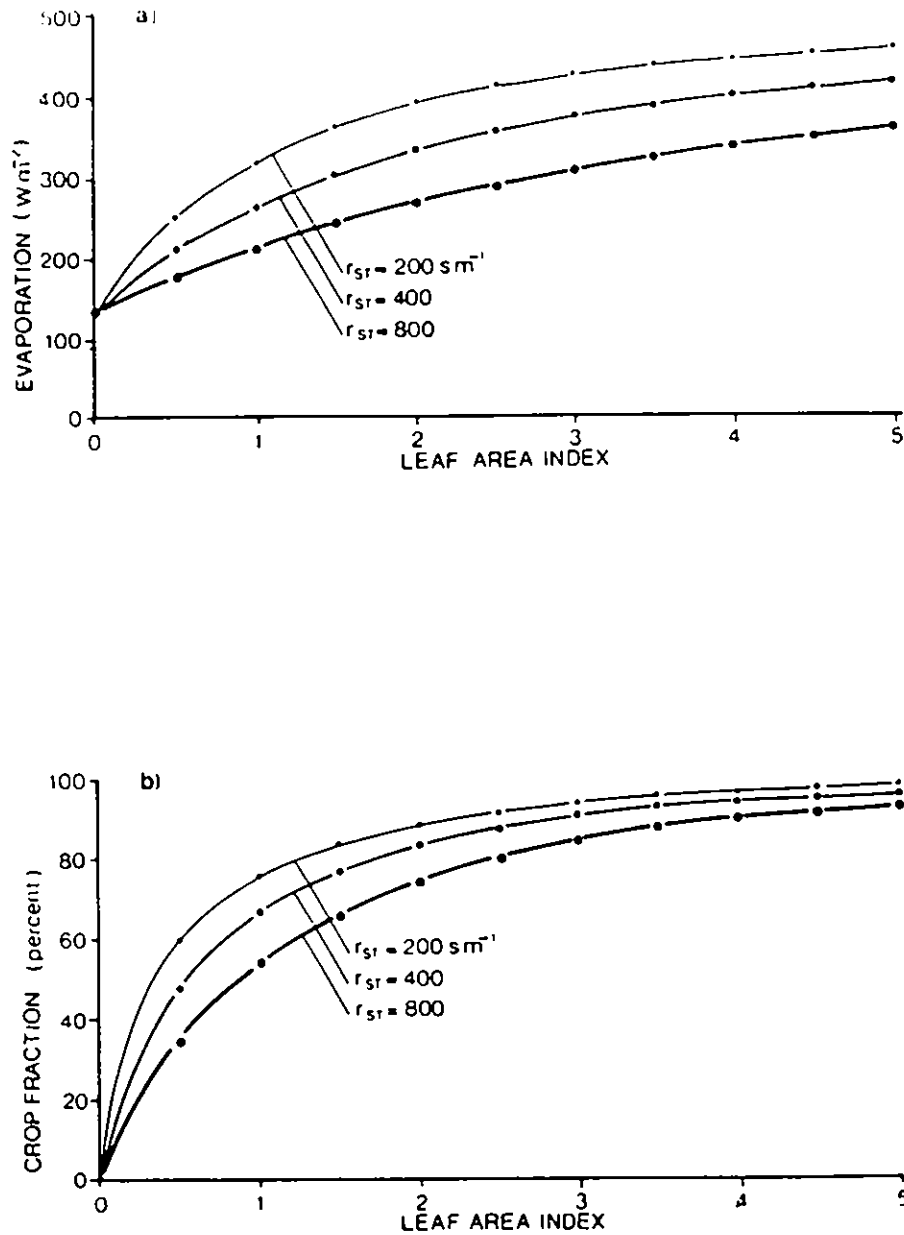 500 a)
400
300
200
100
0
EVAPORATION (W m⁻²)
r_ST = 200 s m⁻¹
r_ST = 400
r_ST = 800
0 1 2 3 4 5
LEAF AREA INDEX
100 b)
80
60
40
20
0
CROP FRACTION (percent)
r_ST = 200 s m⁻¹
r_ST = 400
r_ST = 800
0 1 2 3 4 5
LEAF AREA INDEX